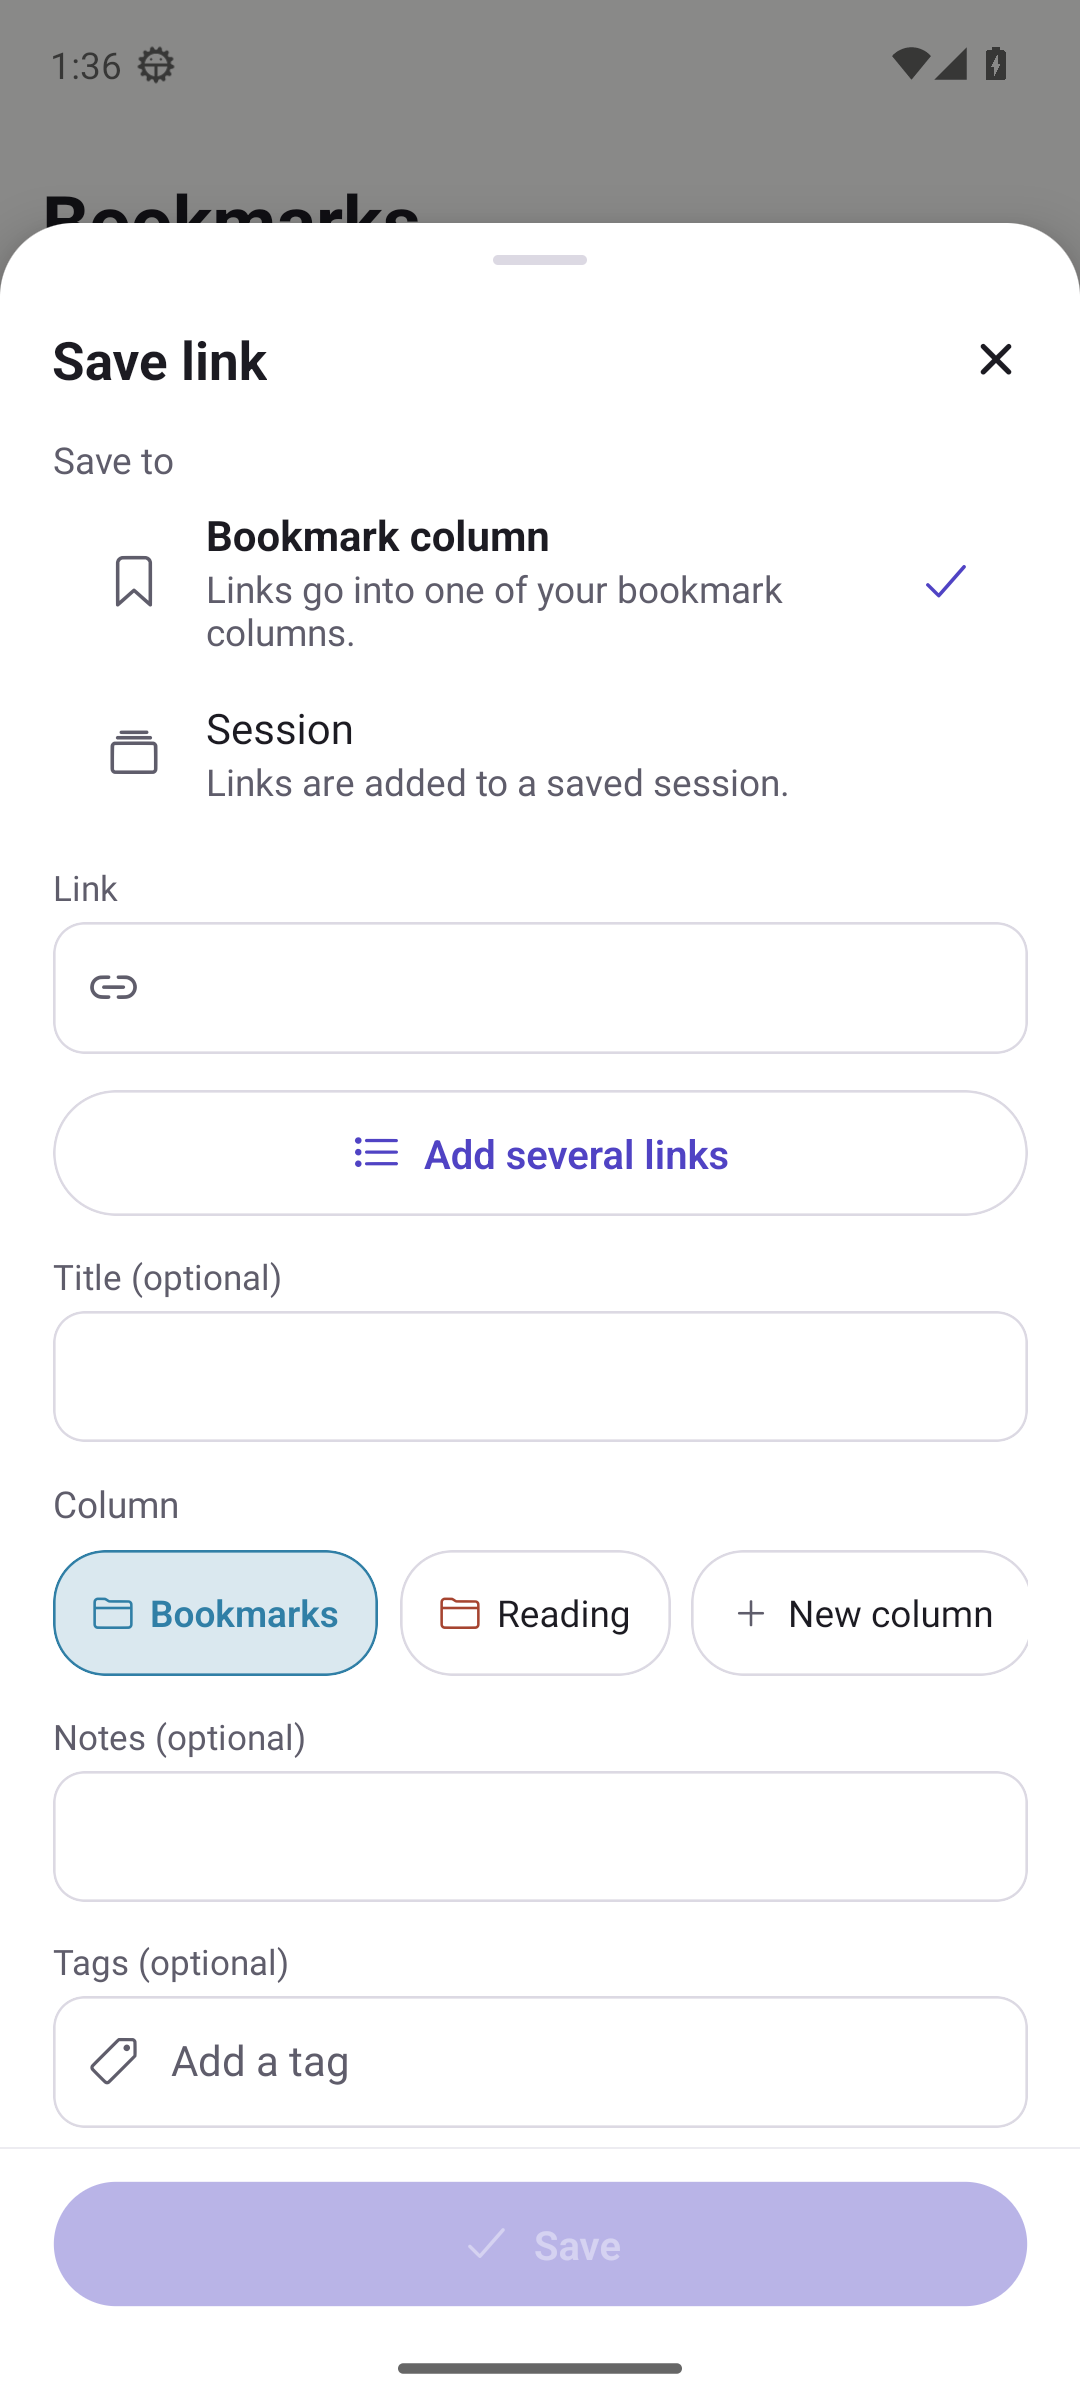 1:36
Bookmarks
Save link
Save to
Bookmark column
Links go into one of your bookmark
columns.
Session
Links are added to a saved session.
Link
Add several links
Title (optional)
Column
Bookmarks
Reading
New column
Notes (optional)
Tags (optional)
Add a tag
Save